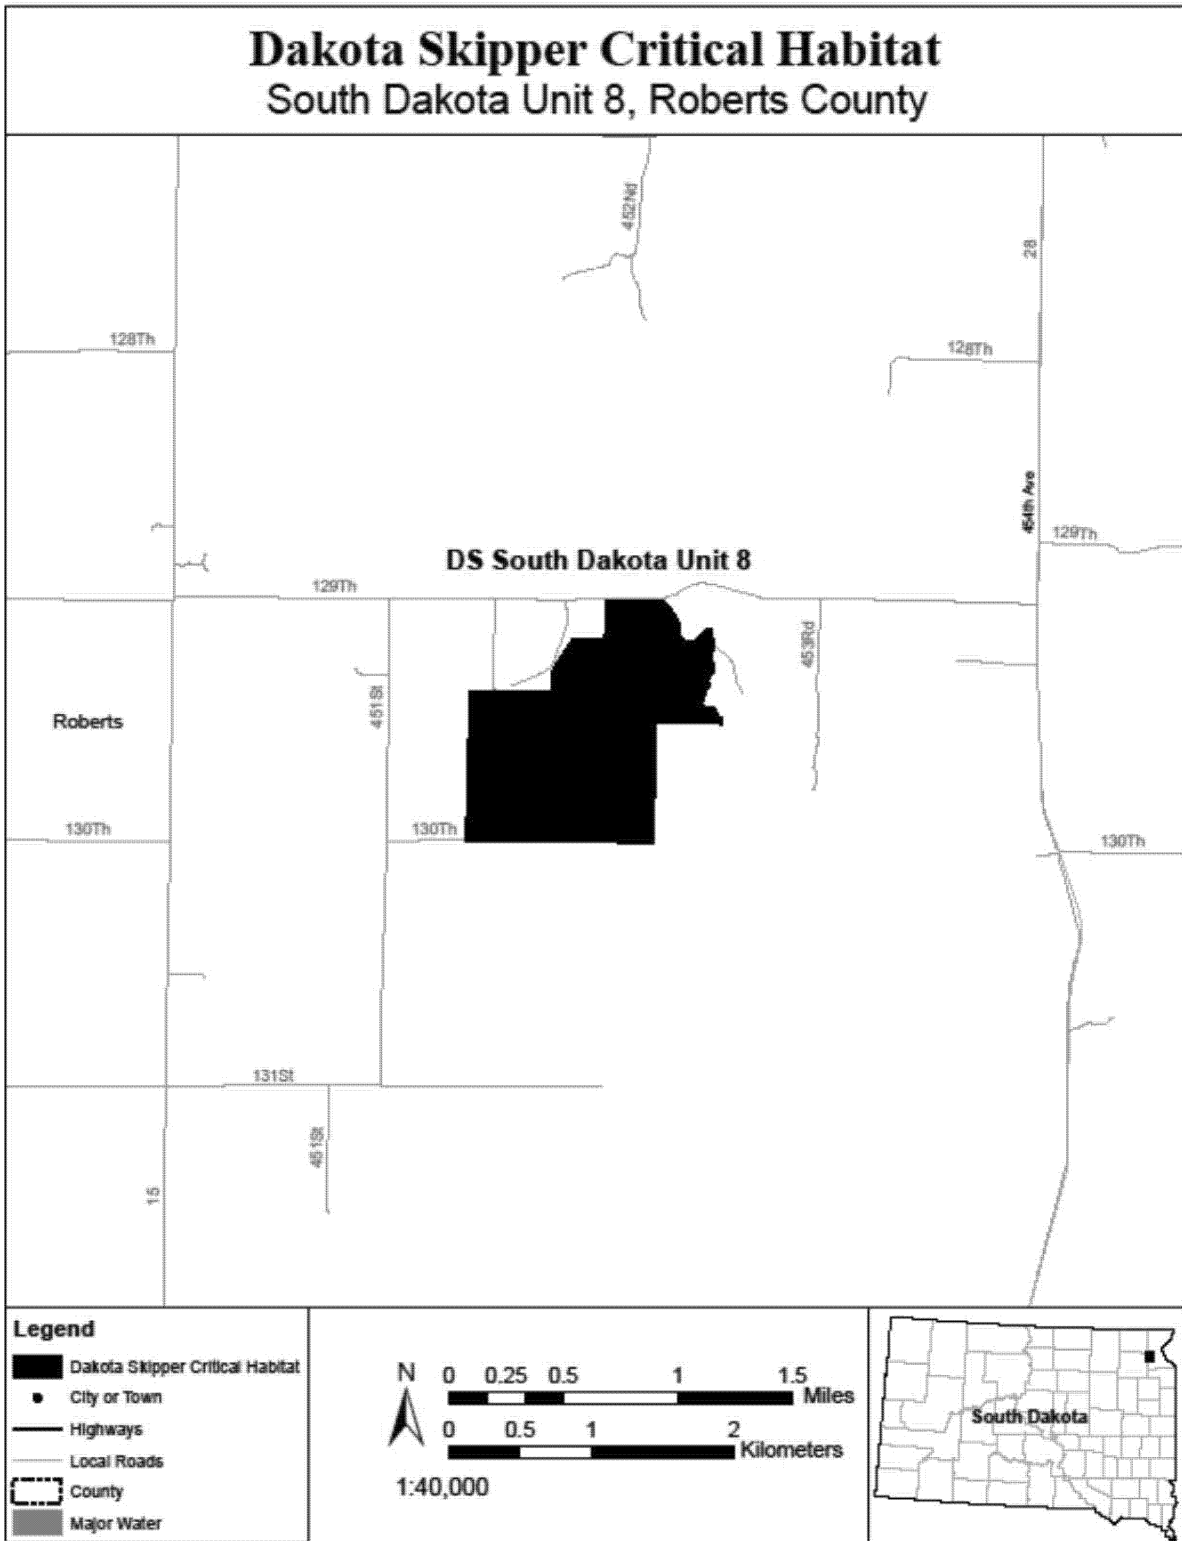 Dakota Skipper Critical Habitat
South Dakota Unit 8, Roberts County
452Nd
28
128Th
128Th
454th Ave
129Th
DS South Dakota Unit 8
129Th
453Rd
451St
Roberts
130Th
130Th
130Th
131St
451St
15
Legend
Dakota Skipper Critical Habitat
City or Town
Highways
Local Roads
County
Major Water
N
0 0.25 0.5 1 1.5
Miles
0 0.5 1 2
Kilometers
1:40,000
South Dakota